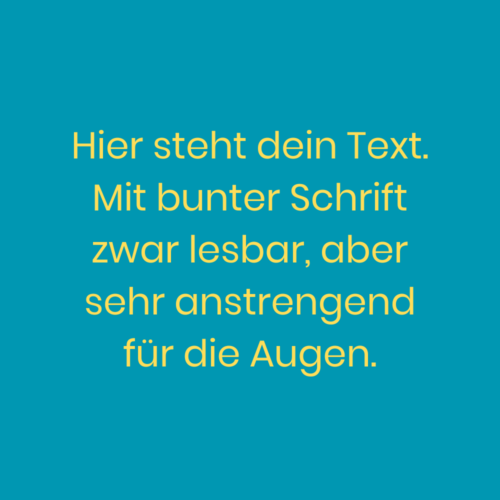 Hier steht dein Text.
Mit bunter Schrift
zwar lesbar, aber
sehr anstrengend
für die Augen.